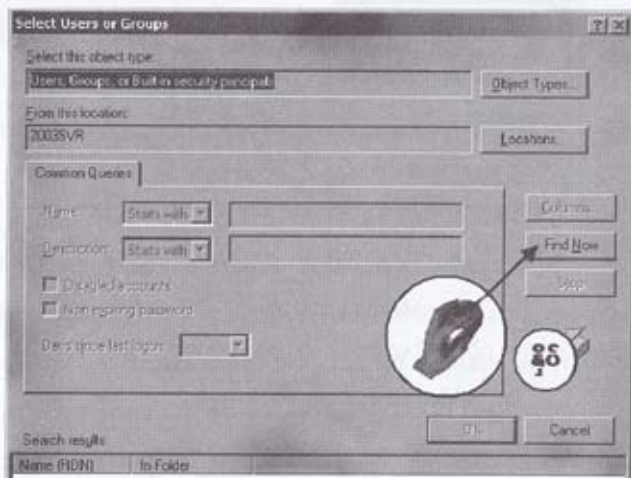 Select Users or Groups
Select this object type:
Users, Groups, or Built-in security principals
Object Types...
From this location:
2003SVR
Locations...
Common Queries
Name: Starts with
Columns...
Description: Starts with
Find Now
Disabled accounts
Stop
Non expiring password
Days since last logon:
OK
Cancel
Search results:
Name (RDN) In Folder